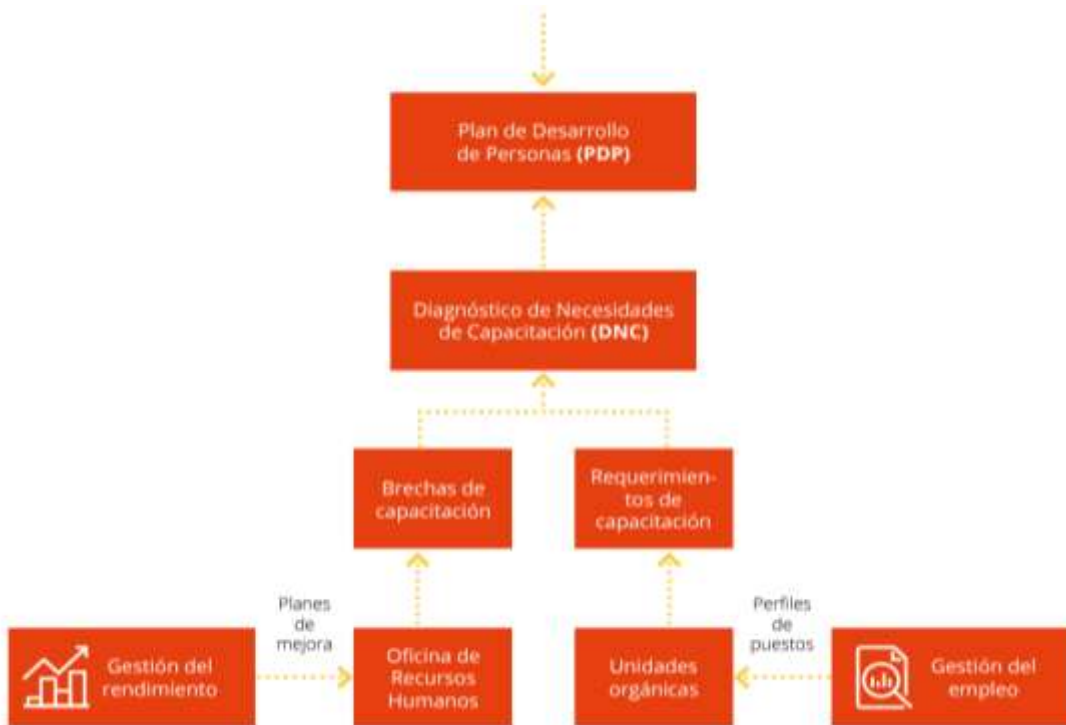 Plan de Desarrollo
de Personas (PDP)
Diagnóstico de Necesidades
de Capacitación (DNC)
Brechas de
capacitación
Requerimien-
tos de
capacitación
Planes
de
mejora
Perfiles
de
puestos
Gestión del
rendimiento
Oficina de
Recursos
Humanos
Unidades
orgánicas
Gestión del
empleo